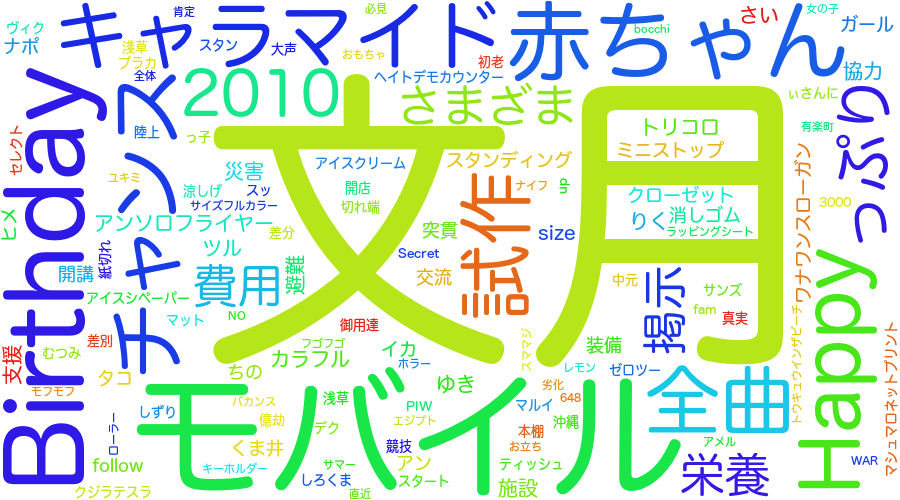 ヴィク
ナポ
肯定
キャラマイド
必見
赤ちゃん
女の子
さい
ガール
bocchi
浅草
ブラカ
スタン
大声
おもちゃ
初老
ヘイトデモカウンター
協力
全体
チャンスッ
2010
さまざま
いさんに
っぷり
セレクト
陸上
っ子
文月
トリコロ
有楽町
Birthday
災害
アイスクリーム
スタンディング
ミニストップ
ユキミ
涼しげ
スッ
開店
試作
ナイフ
up
クローゼット
3000
サイズフルカラー
切れ端
りく
消しゴム
ワナワンスローガン
ヒメ
アンソロフライヤー
差分
突貫
size
ラッピングシート
紙切れ
ツル
Secret
開講
費用
避難
交流
掲示
中元
サンズ
Happy
アイスシペーパー
マット
NO
fam
真実
御用達
スママジ
差別
むつみ
フゴフゴ
カラフル
イカ
装備
支援
ホラー
ゼロツー
レモン
トウキュウインザビーチ
マシュマロネットプリント
タコ
ちの
ゆき
劣化
モフモフ
モバイル
全曲
648
しずり
バカンス
浅草
PIW
マルイ
億劫
デク
エジプト
本棚
沖縄
ローラー
くま井
競技
お立ち
アメル
follow
キーホルダー
サマー
アン
ティッシュ
栄養
WAR
しろくま
スタート
施設
クジラテスラ
直近